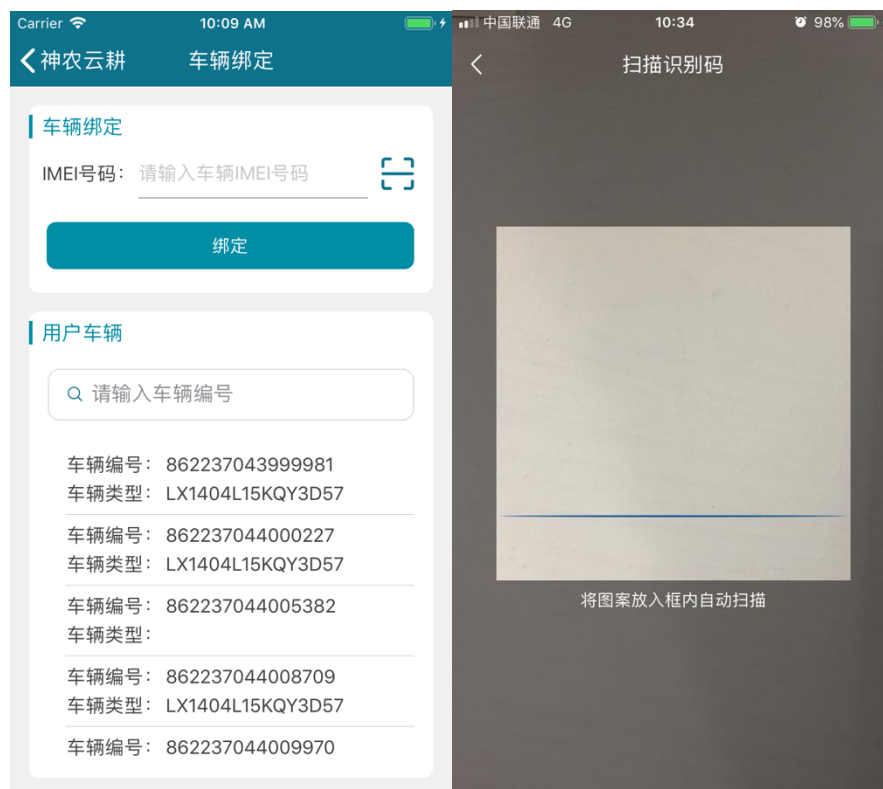 Carrier 10:09 AM
神农云耕 车辆绑定
车辆绑定
IMEI号码： 请输入车辆IMEI号码
绑定
用户车辆
请输入车辆编号
车辆编号： 862237043999981
车辆类型： LX1404L15KQY3D57
车辆编号： 862237044000227
车辆类型： LX1404L15KQY3D57
车辆编号： 862237044005382
车辆类型：
车辆编号： 862237044008709
车辆类型： LX1404L15KQY3D57
车辆编号： 862237044009970
中国联通 4G 10:34 98%
扫描识别码
将图案放入框内自动扫描